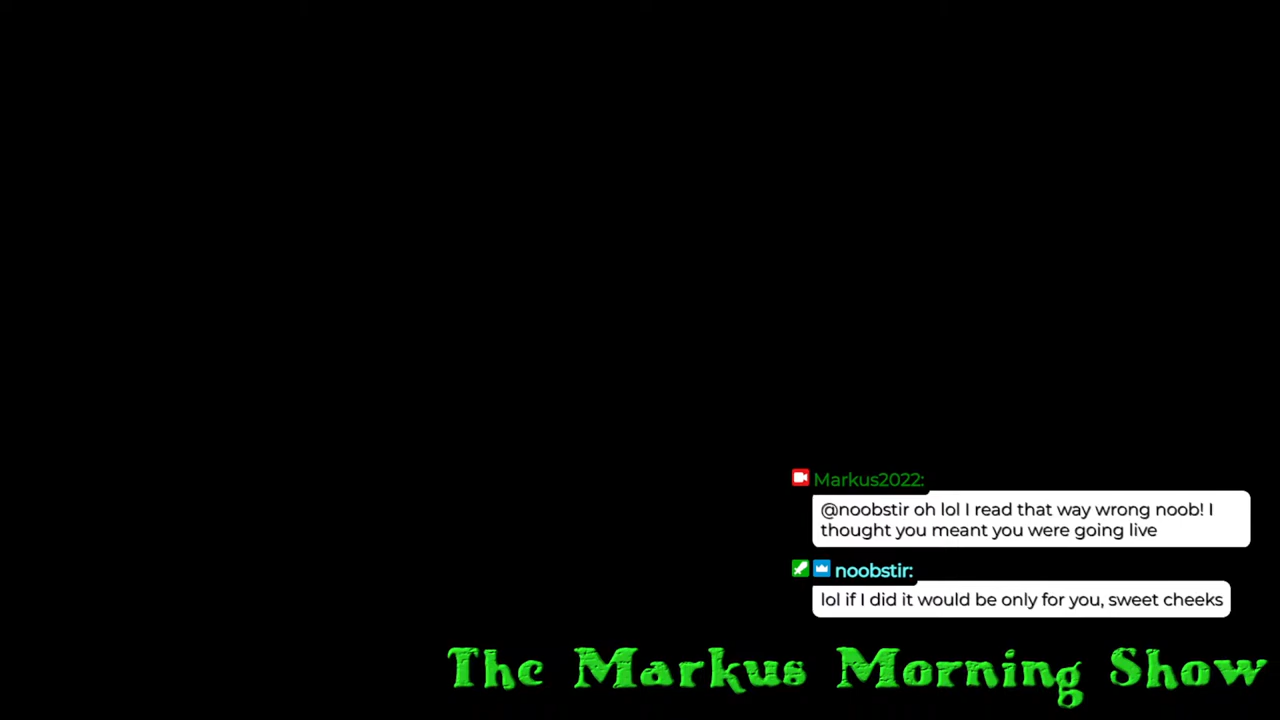 Markus2022:
@noobstir oh lol I read that way wrong noob! I
thought you meant you were going live
noobstir:
lol if I did it would be only for you, sweet cheeks
The Markus Morning Show